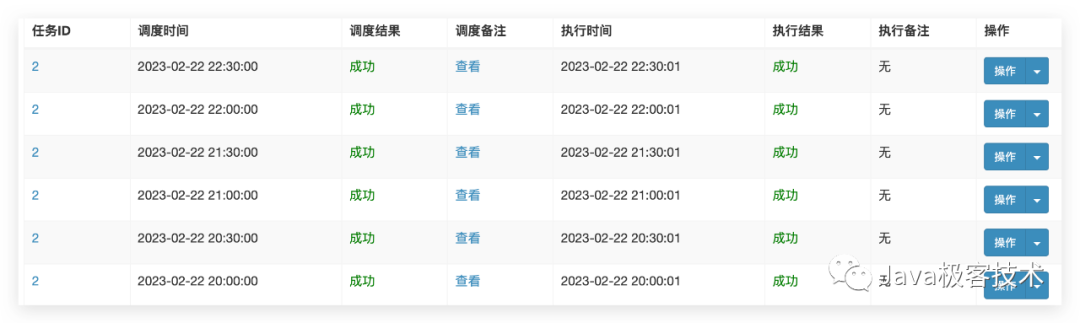 任务ID 调度时间 调度结果 调度备注 执行时间 执行结果 执行备注 操作
2 2023-02-22 22:30:00 成功 查看 2023-02-22 22:30:01 成功 无 操作
2 2023-02-22 22:00:00 成功 查看 2023-02-22 22:00:01 成功 无 操作
2 2023-02-22 21:30:00 成功 查看 2023-02-22 21:30:01 成功 无 操作
2 2023-02-22 21:00:00 成功 查看 2023-02-22 21:00:01 成功 无 操作
2 2023-02-22 20:30:00 成功 查看 2023-02-22 20:30:01 成功 无 操作
2 2023-02-22 20:00:00 成功 查看 2023-02-22 20:00:01 成功 无 操作
Java极客技术